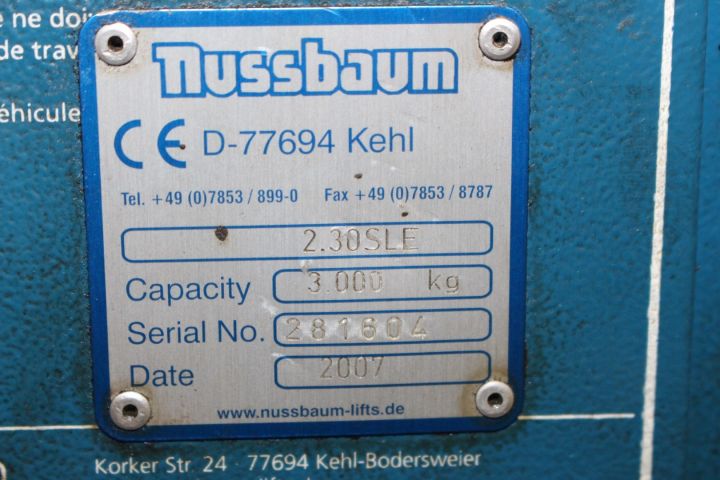 e ne doi
de trav
éhicule
nussbaum
CE D-77694 Kehl
Tel. +49 (0)7853 / 899-0 Fax +49 (0)7853 / 8787
2.30SLE
Capacity 3.000 kg
Serial No. 281604
Date 2007
www.nussbaum-lifts.de
Korker Str. 24 · 77694 Kehl-Bodersweier